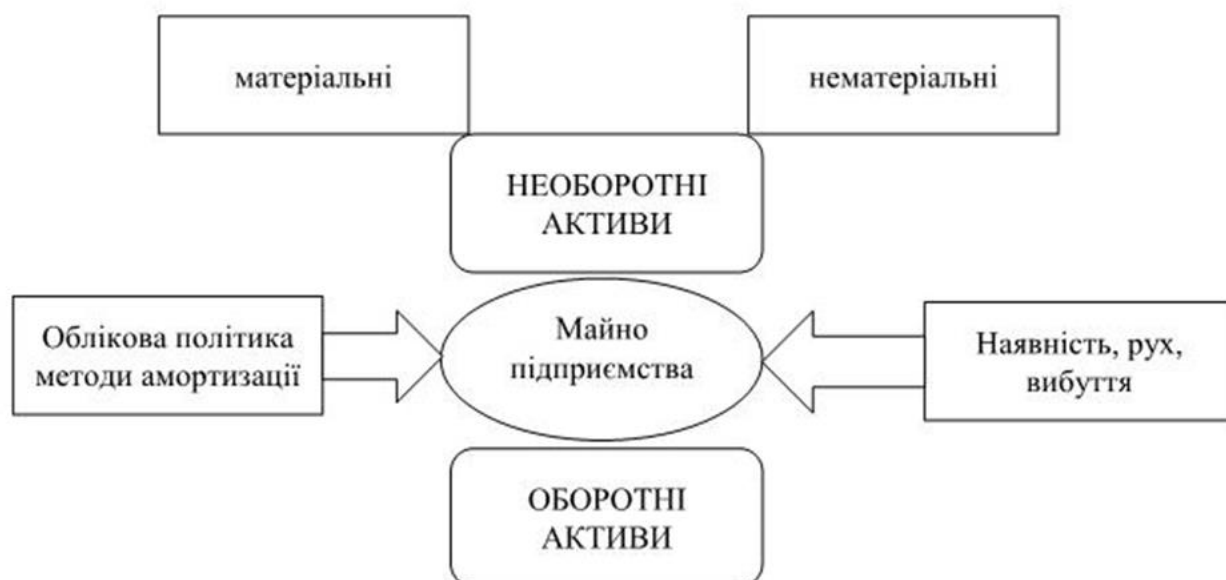 матеріальні
нематеріальні
НЕОБОРОТНІ
АКТИВИ
Облікова політика
методи амортизації
Майно
підприємства
Наявність, рух,
вибуття
ОБОРОТНІ
АКТИВИ